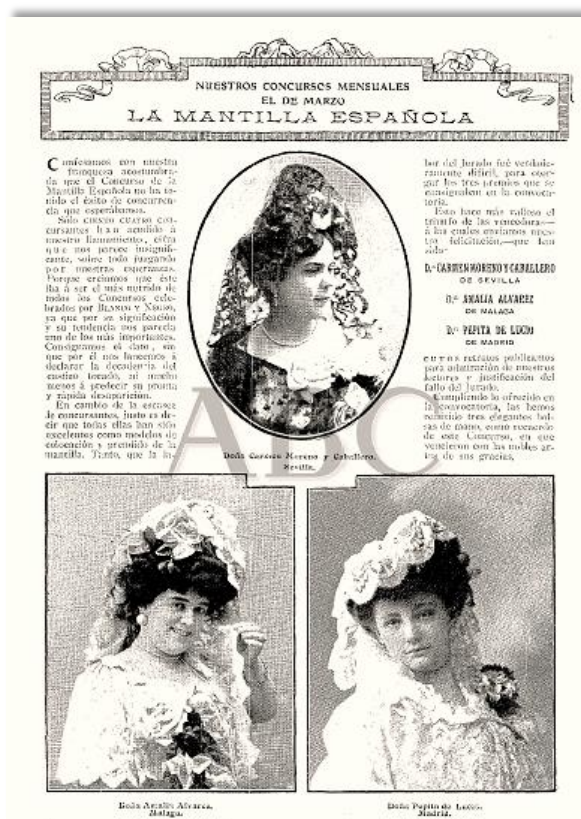 NUESTROS CONCURSOS MENSUALES
EL DE MARZO
LA MANTILLA ESPAÑOLA
Confesamos con nuestra
franqueza acostumbra-
da que el Concurso de la
Mantilla Española no ha te-
nido el éxito de concurren-
cia que esperábamos.
Sólo CIENTO CUATRO con-
cursantes han acudido á
nuestro llamamiento, cifra
que nos parece insignifi-
cante, sobre todo juzgando
por nuestras esperanzas.
Porque creíamos que éste
iba á ser el más nutrido de
todos los Concursos cele-
brados por BLANCO Y NEGRO,
ya que por su significación
y su tendencia nos parecía
uno de los más importantes.
Consignamos el dato, sin
que por él nos lancemos á
declarar la decadencia del
castizo tocado, ni mucho
menos á predecir su pronta
y rápida desaparición.
En cambio de la escasez
de concursantes, justo es de-
cir que todas ellas han sido
excelentes como modelos de
colocación y prendido de la
mantilla. Tanto, que la la-
bor del Jurado fué verdade-
ramente difícil, para otor-
gar los tres premios que se
consignaban en la convoca-
toria.
Esto hace más valioso el
triunfo de las vencedoras—
á las cuales enviamos nues-
tra felicitación,—que han
sido
D.ª CARMEN MORENO Y CABALLERO
DE SEVILLA
D.ª AMALIA ALVAREZ
DE MALAGA
D.ª PEPITA DE LUCIO
DE MADRID
CUYOS retratos publicamos
para admiración de nuestros
lectores y justificación del
fallo del Jurado.
Cumpliendo lo ofrecido en
la convocatoria, las hemos
remitido tres elegantes bol-
sas de mano, como recuerdo
de este Concurso, en que
vencieron con las nobles ar-
mas de sus gracias.
ABC
Doña Carmen Moreno y Caballero.
Sevilla.
Doña Amalia Alvarez.
Málaga.
Doña Pepita de Lucio.
Madrid.